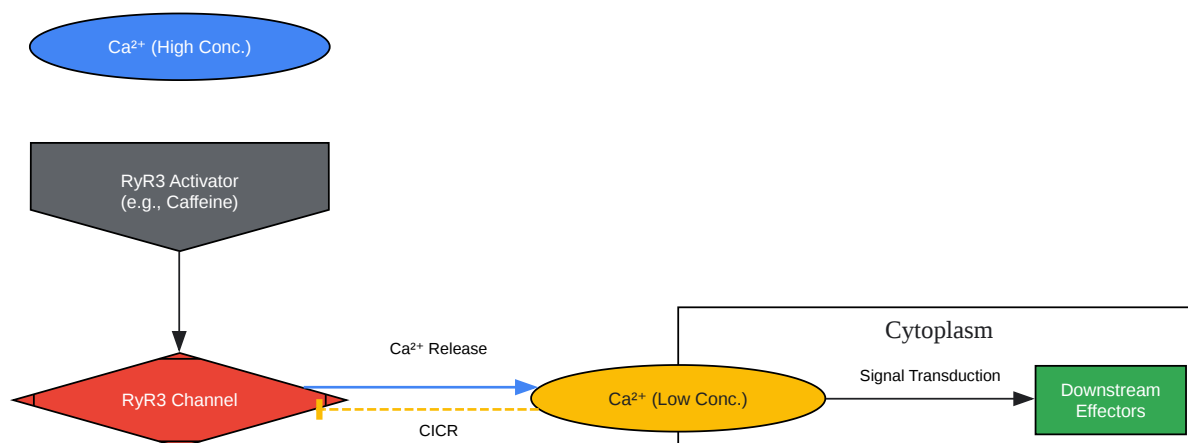 Ca²⁺ (High Conc.)
RyR3 Activator
(e.g., Caffeine)
Cytoplasm
Ca²⁺ Release
Signal Transduction
RyR3 Channel
Ca²⁺ (Low Conc.)
Downstream
Effectors
CICR